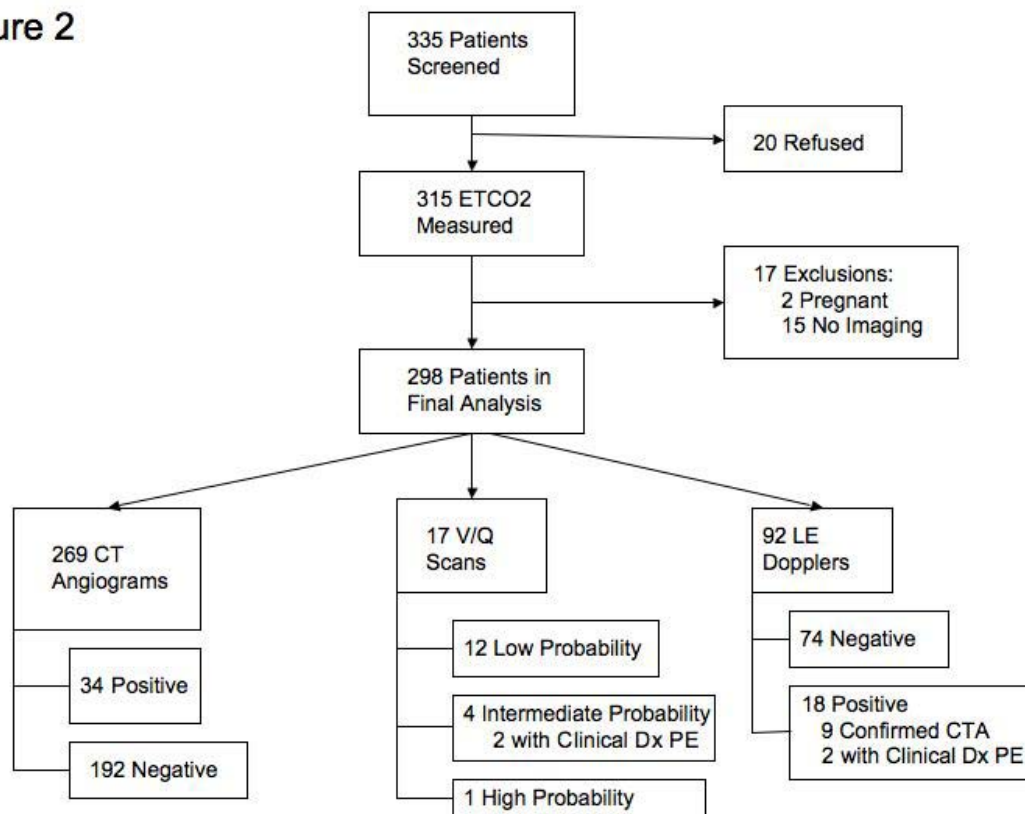 ure 2
335 Patients
Screened
20 Refused
315 ETCO2
Measured
17 Exclusions:
2 Pregnant
15 No Imaging
298 Patients in
Final Analysis
269 CT
Angiograms
34 Positive
192 Negative
17 V/Q
Scans
12 Low Probability
4 Intermediate Probability
2 with Clinical Dx PE
1 High Probability
92 LE
Dopplers
74 Negative
18 Positive
9 Confirmed CTA
2 with Clinical Dx PE